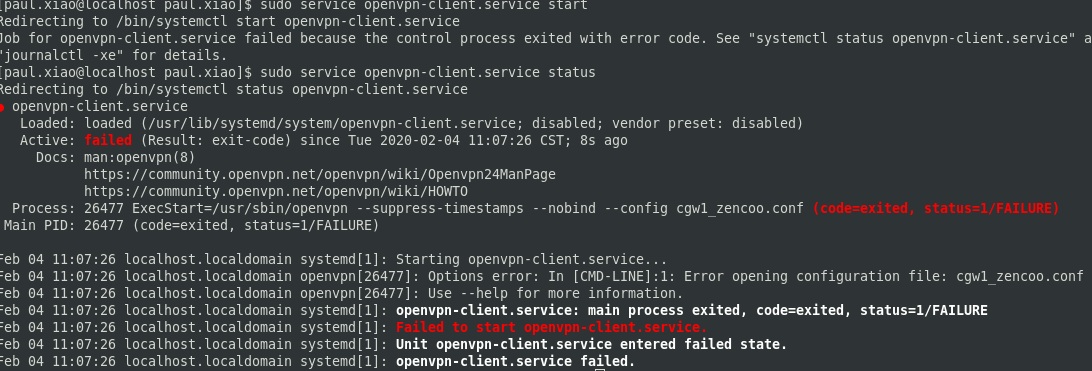 [paul.xiao@localhost paul.xiao]$ sudo service openvpn-client.service start
Redirecting to /bin/systemctl start openvpn-client.service
Job for openvpn-client.service failed because the control process exited with error code. See "systemctl status openvpn-client.service" a
"journalctl -xe" for details.
[paul.xiao@localhost paul.xiao]$ sudo service openvpn-client.service status
Redirecting to /bin/systemctl status openvpn-client.service
● openvpn-client.service
Loaded: loaded (/usr/lib/systemd/system/openvpn-client.service; disabled; vendor preset: disabled)
Active: failed (Result: exit-code) since Tue 2020-02-04 11:07:26 CST; 8s ago
Docs: man:openvpn(8)
https://community.openvpn.net/openvpn/wiki/Openvpn24ManPage
https://community.openvpn.net/openvpn/wiki/HOWTO
Process: 26477 ExecStart=/usr/sbin/openvpn --suppress-timestamps --nobind --config cgw1_zencoo.conf (code=exited, status=1/FAILURE)
Main PID: 26477 (code=exited, status=1/FAILURE)
Feb 04 11:07:26 localhost.localdomain systemd[1]: Starting openvpn-client.service...
Feb 04 11:07:26 localhost.localdomain openvpn[26477]: Options error: In [CMD-LINE]:1: Error opening configuration file: cgw1_zencoo.conf
Feb 04 11:07:26 localhost.localdomain openvpn[26477]: Use --help for more information.
Feb 04 11:07:26 localhost.localdomain systemd[1]: openvpn-client.service: main process exited, code=exited, status=1/FAILURE
Feb 04 11:07:26 localhost.localdomain systemd[1]: Failed to start openvpn-client.service.
Feb 04 11:07:26 localhost.localdomain systemd[1]: Unit openvpn-client.service entered failed state.
Feb 04 11:07:26 localhost.localdomain systemd[1]: openvpn-client.service failed.